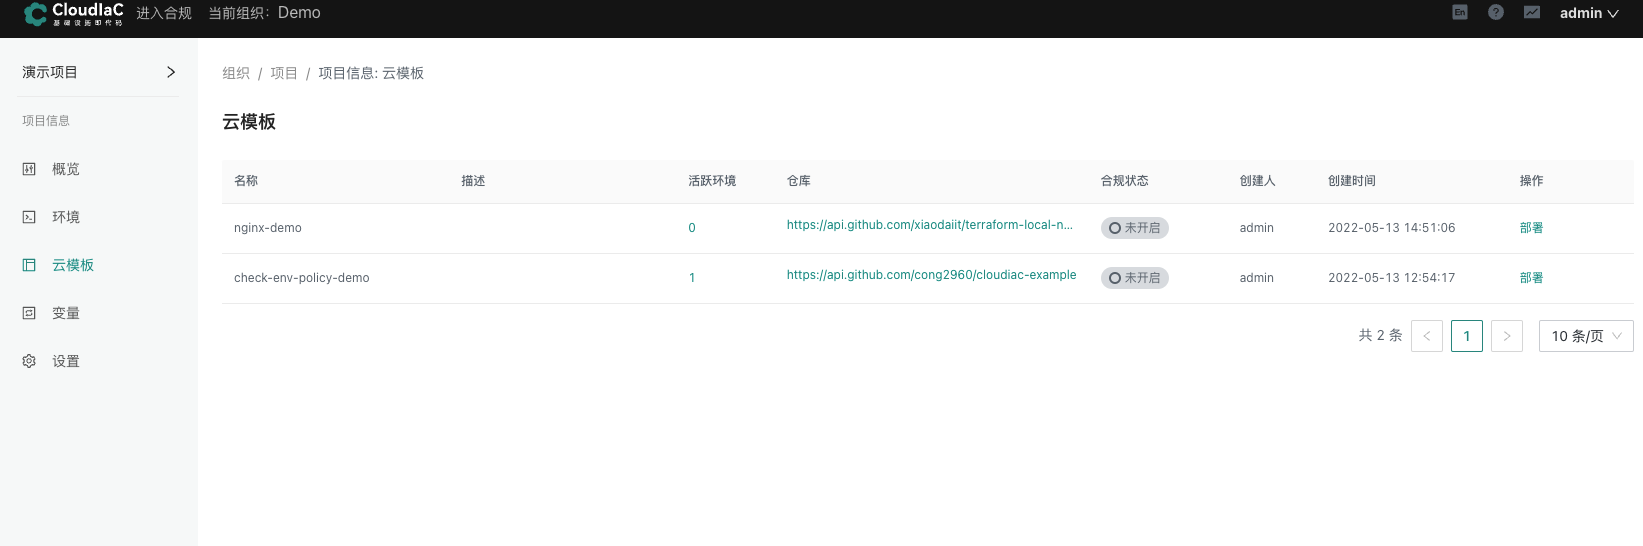 CloudIaC 进入合规 当前组织: Demo En ? admin
基础设施即代码
演示项目
项目信息
概览
环境
云模板
变量
设置
组织 / 项目 / 项目信息: 云模板
云模板
名称 描述 活跃环境 仓库 合规状态 创建人 创建时间 操作
nginx-demo 0 https://api.github.com/xiaodaiit/terraform-local-n... 未开启 admin 2022-05-13 14:51:06 部署
check-env-policy-demo 1 https://api.github.com/cong2960/cloudiac-example 未开启 admin 2022-05-13 12:54:17 部署
共 2 条 < 1 > 10 条/页